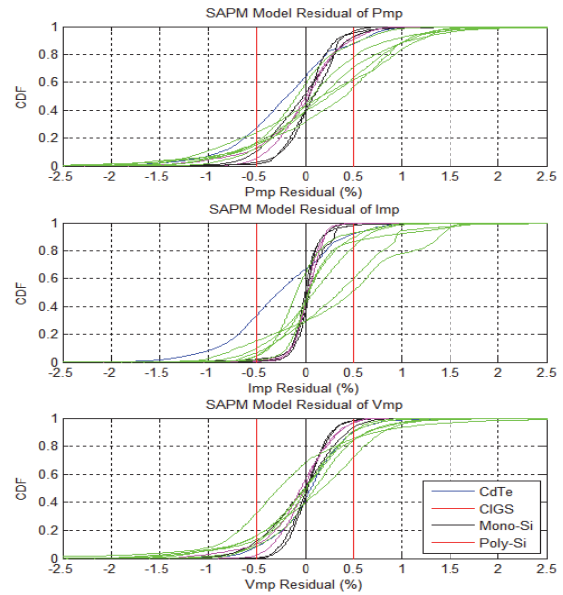 SAPM Model Residual of Pmp
1
0.8
0.6
0.4
0.2
0
CDF
-2.5 -2 -1.5 -1 -0.5 0 0.5 1 1.5 2 2.5
Pmp Residual (%)
SAPM Model Residual of Imp
1
0.8
0.6
0.4
0.2
0
CDF
-2.5 -2 -1.5 -1 -0.5 0 0.5 1 1.5 2 2.5
Imp Residual (%)
SAPM Model Residual of Vmp
1
0.8
0.6
0.4
0.2
0
CDF
CdTe
CIGS
Mono-Si
Poly-Si
-2.5 -2 -1.5 -1 -0.5 0 0.5 1 1.5 2 2.5
Vmp Residual (%)